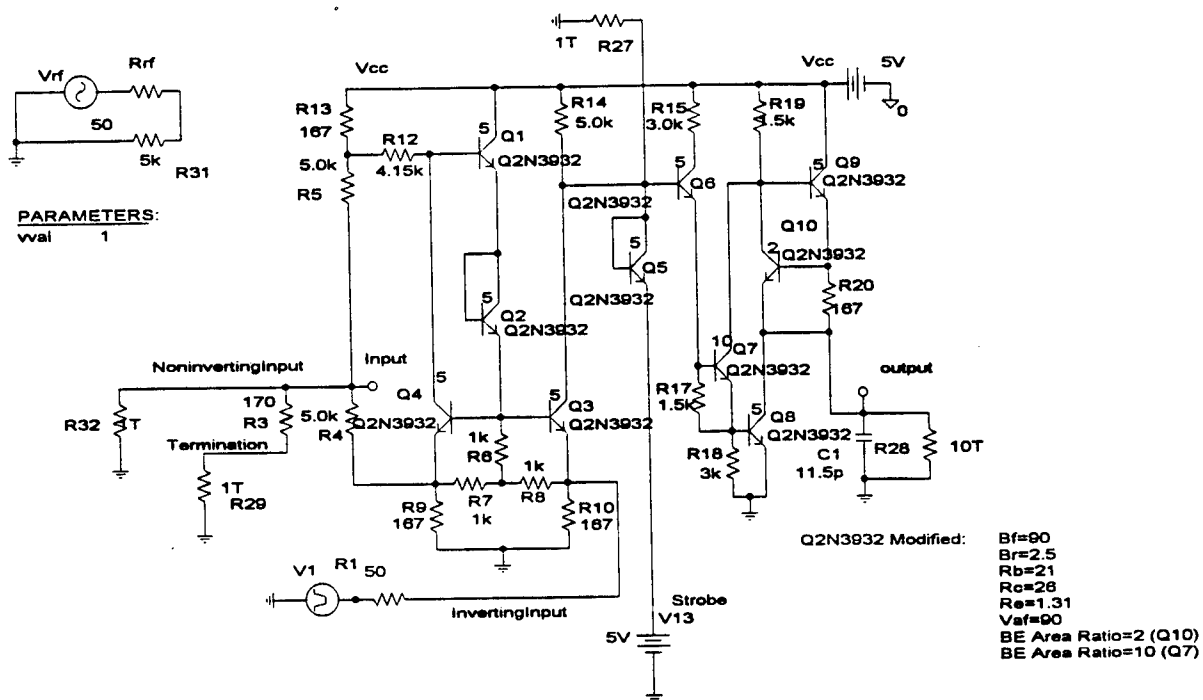 1T
R27
Vrf
Rrf
50
5k
R31
PARAMETERS:
vval 1
Vcc
Vcc
5V
0
R13
167
R12
4.15k
5.0k
R5
5
Q1
Q2N3932
R14
5.0k
R15
3.0k
R19
1.5k
5
Q9
Q2N3932
5
Q6
Q2N3932
Q10
2
Q2N3932
5
Q5
Q2N3932
R20
167
5
Q2
Q2N3932
NoninvertingInput
Input
170
R3
5.0k
R4
R32
1T
Termination
1T
R29
5
Q4
Q2N3932
5
Q3
Q2N3932
1k
R6
1k
R8
R7
1k
R9
167
R10
167
10
Q7
Q2N3932
R17
1.5k
5
Q8
Q2N3932
R18
3k
output
C1
11.5p
R28
10T
V1
R1
50
InvertingInput
Strobe
V13
5V
Q2N3932 Modified:
Bf=90
Br=2.5
Rb=21
Rc=26
Re=1.31
Vaf=90
BE Area Ratio=2 (Q10)
BE Area Ratio=10 (Q7)